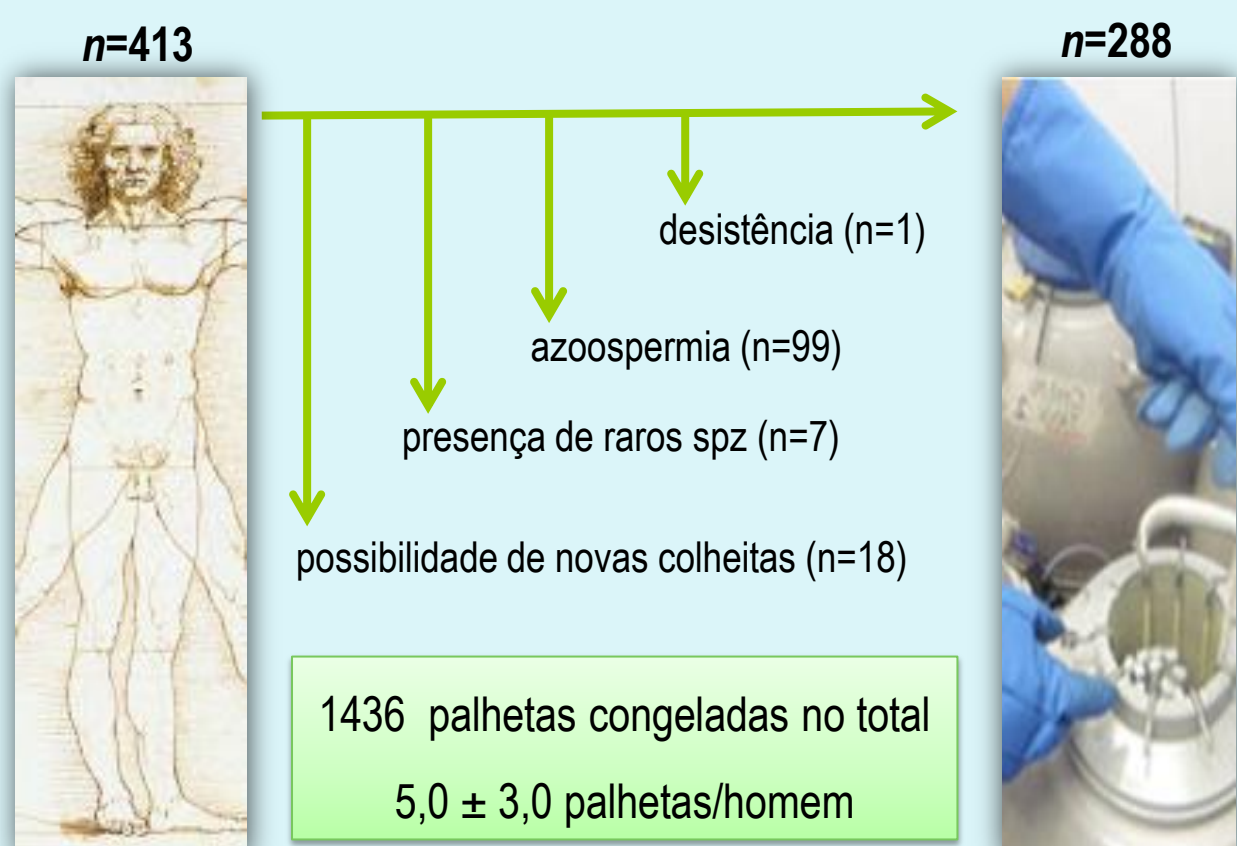 n=413
n=288
desistência (n=1)
azoospermia (n=99)
presença de raros spz (n=7)
possibilidade de novas colheitas (n=18)
1436 palhetas congeladas no total
5,0 ± 3,0 palhetas/homem